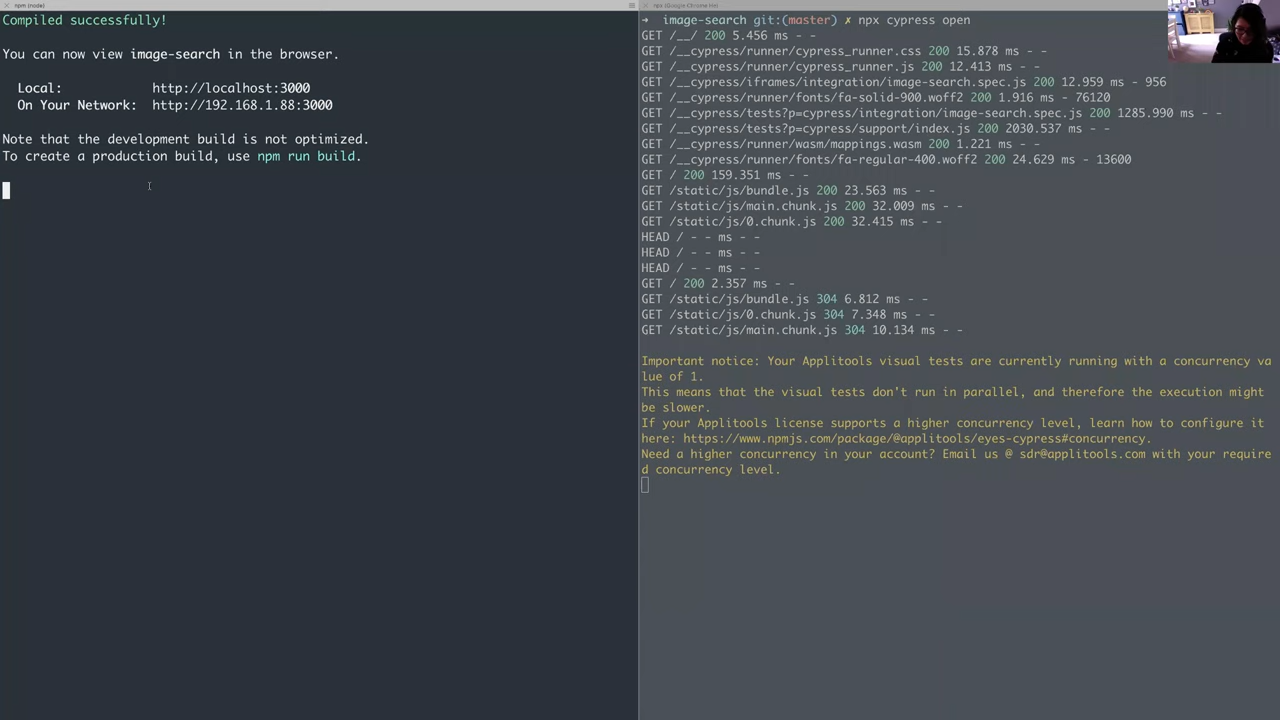 npm (node)
Compiled successfully!
You can now view image-search in the browser.
Local: http://localhost:3000
On Your Network: http://192.168.1.88:3000
Note that the development build is not optimized.
To create a production build, use npm run build.
npx (Google Chrome He)
➜ image-search git:(master) ✗ npx cypress open
GET /__/ 200 5.456 ms - -
GET /__cypress/runner/cypress_runner.css 200 15.878 ms - -
GET /__cypress/runner/cypress_runner.js 200 12.413 ms - -
GET /__cypress/iframes/integration/image-search.spec.js 200 12.959 ms - 956
GET /__cypress/runner/fonts/fa-solid-900.woff2 200 1.916 ms - 76120
GET /__cypress/tests?p=cypress/integration/image-search.spec.js 200 1285.990 ms - -
GET /__cypress/tests?p=cypress/support/index.js 200 2030.537 ms - -
GET /__cypress/runner/wasm/mappings.wasm 200 1.221 ms - -
GET /__cypress/runner/fonts/fa-regular-400.woff2 200 24.629 ms - 13600
GET / 200 159.351 ms - -
GET /static/js/bundle.js 200 23.563 ms - -
GET /static/js/main.chunk.js 200 32.009 ms - -
GET /static/js/0.chunk.js 200 32.415 ms - -
HEAD / - - ms - -
HEAD / - - ms - -
HEAD / - - ms - -
GET / 200 2.357 ms - -
GET /static/js/bundle.js 304 6.812 ms - -
GET /static/js/0.chunk.js 304 7.348 ms - -
GET /static/js/main.chunk.js 304 10.134 ms - -
Important notice: Your Applitools visual tests are currently running with a concurrency va
lue of 1.
This means that the visual tests don't run in parallel, and therefore the execution might
be slower.
If your Applitools license supports a higher concurrency level, learn how to configure it
here: https://www.npmjs.com/package/@applitools/eyes-cypress#concurrency.
Need a higher concurrency in your account? Email us @ sdr@applitools.com with your require
d concurrency level.